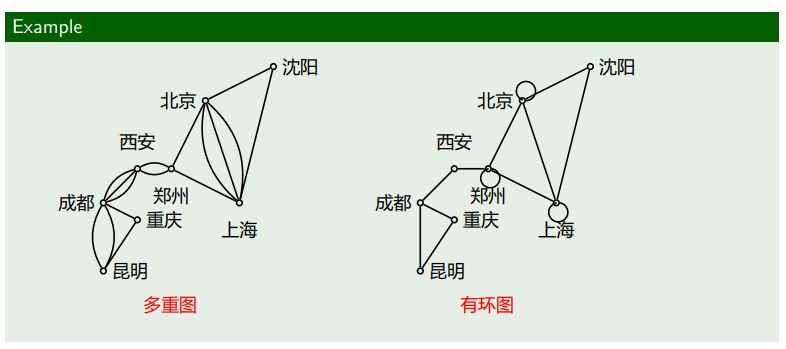 Example
沈阳
北京
西安
郑州
成都
重庆
上海
昆明
多重图
沈阳
北京
西安
郑州
成都
重庆
上海
昆明
有环图